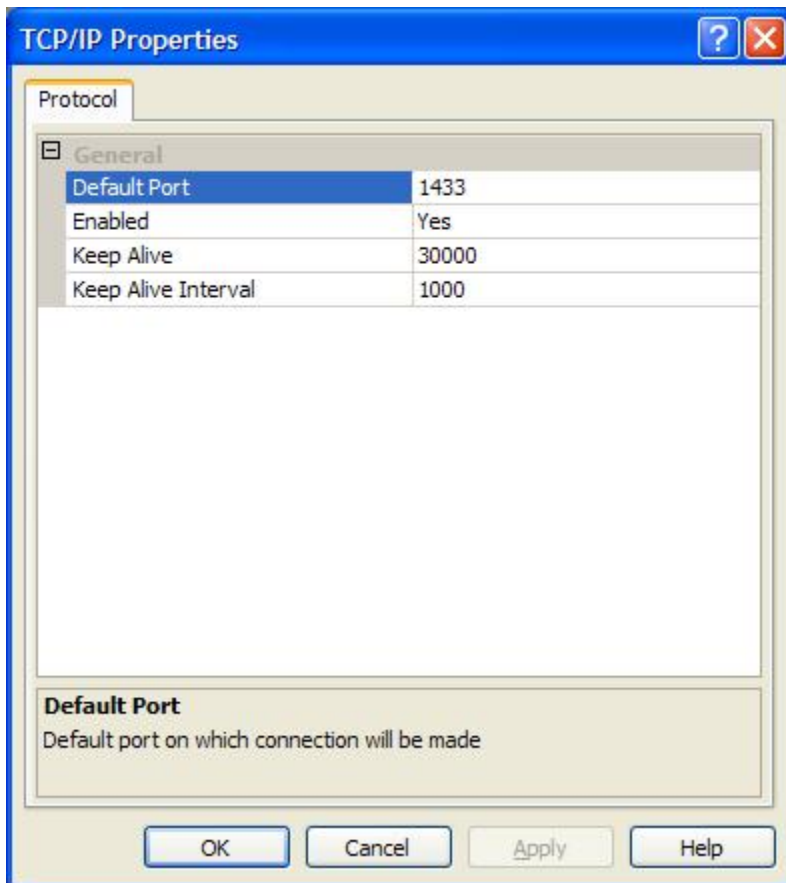 TCP/IP Properties
Protocol
General
Default Port 1433
Enabled Yes
Keep Alive 30000
Keep Alive Interval 1000
Default Port
Default port on which connection will be made
OK Cancel Apply Help